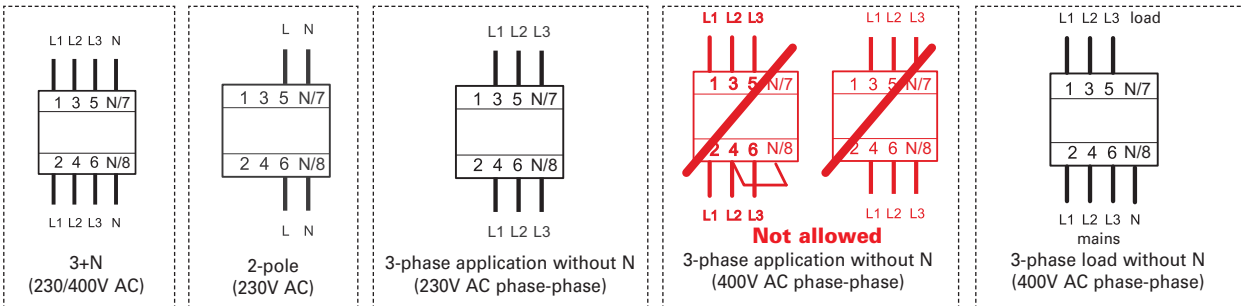 L1 L2 L3 N
1 3 5 N/7
2 4 6 N/8
L1 L2 L3 N
3+N
(230/400V AC)
L N
1 3 5 N/7
2 4 6 N/8
L N
2-pole
(230V AC)
L1 L2 L3
1 3 5 N/7
2 4 6 N/8
L1 L2 L3
3-phase application without N
(230V AC phase-phase)
L1 L2 L3
1 3 5 N/7
2 4 6 N/8
L1 L2 L3
L1 L2 L3
1 3 5 N/7
2 4 6 N/8
L1 L2 L3
Not allowed
3-phase application without N
(400V AC phase-phase)
L1 L2 L3 load
1 3 5 N/7
2 4 6 N/8
L1 L2 L3 N
mains
3-phase load without N
(400V AC phase-phase)